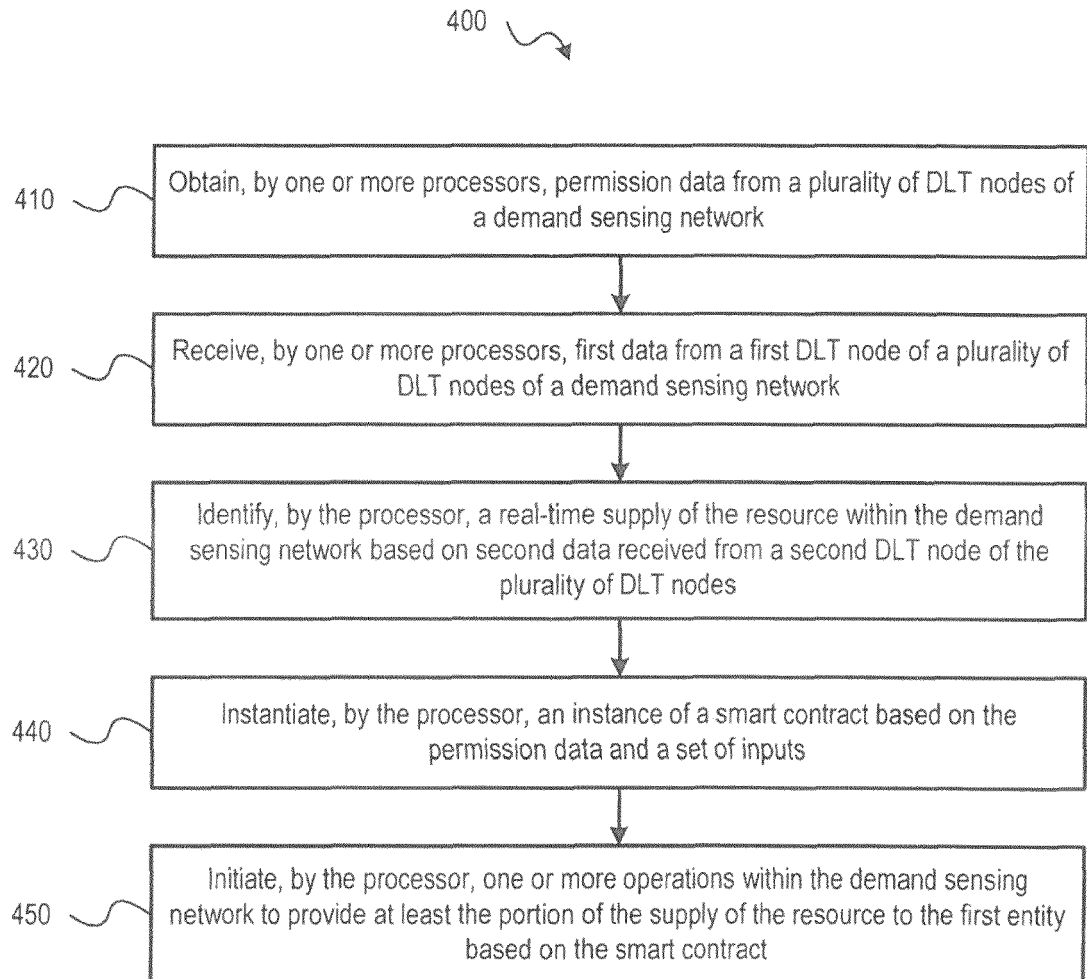 400
410
Obtain, by one or more processors, permission data from a plurality of DLT nodes of
a demand sensing network
420
Receive, by one or more processors, first data from a first DLT node of a plurality of
DLT nodes of a demand sensing network
430
Identify, by the processor, a real-time supply of the resource within the demand
sensing network based on second data received from a second DLT node of the
plurality of DLT nodes
440
Instantiate, by the processor, an instance of a smart contract based on the
permission data and a set of inputs
450
Initiate, by the processor, one or more operations within the demand sensing
network to provide at least the portion of the supply of the resource to the first entity
based on the smart contract